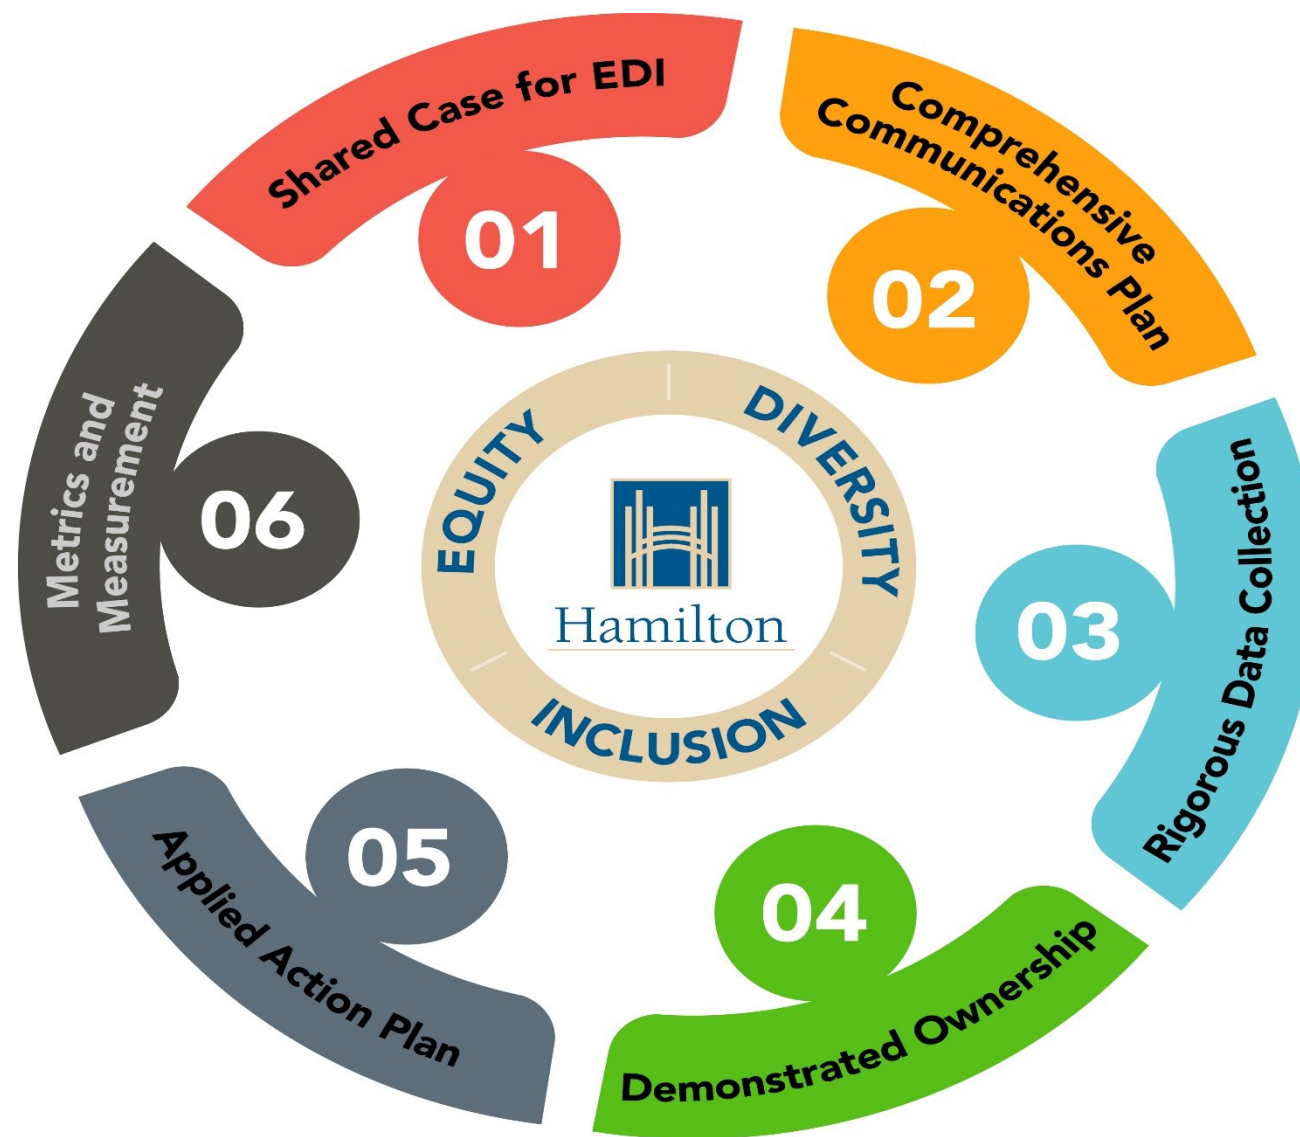 Shared Case for EDI
01
Comprehensive
Communications Plan
02
Rigorous Data Collection
03
Demonstrated Ownership
04
Applied Action Plan
05
Metrics and
Measurement
06
EQUITY
DIVERSITY
INCLUSION
Hamilton